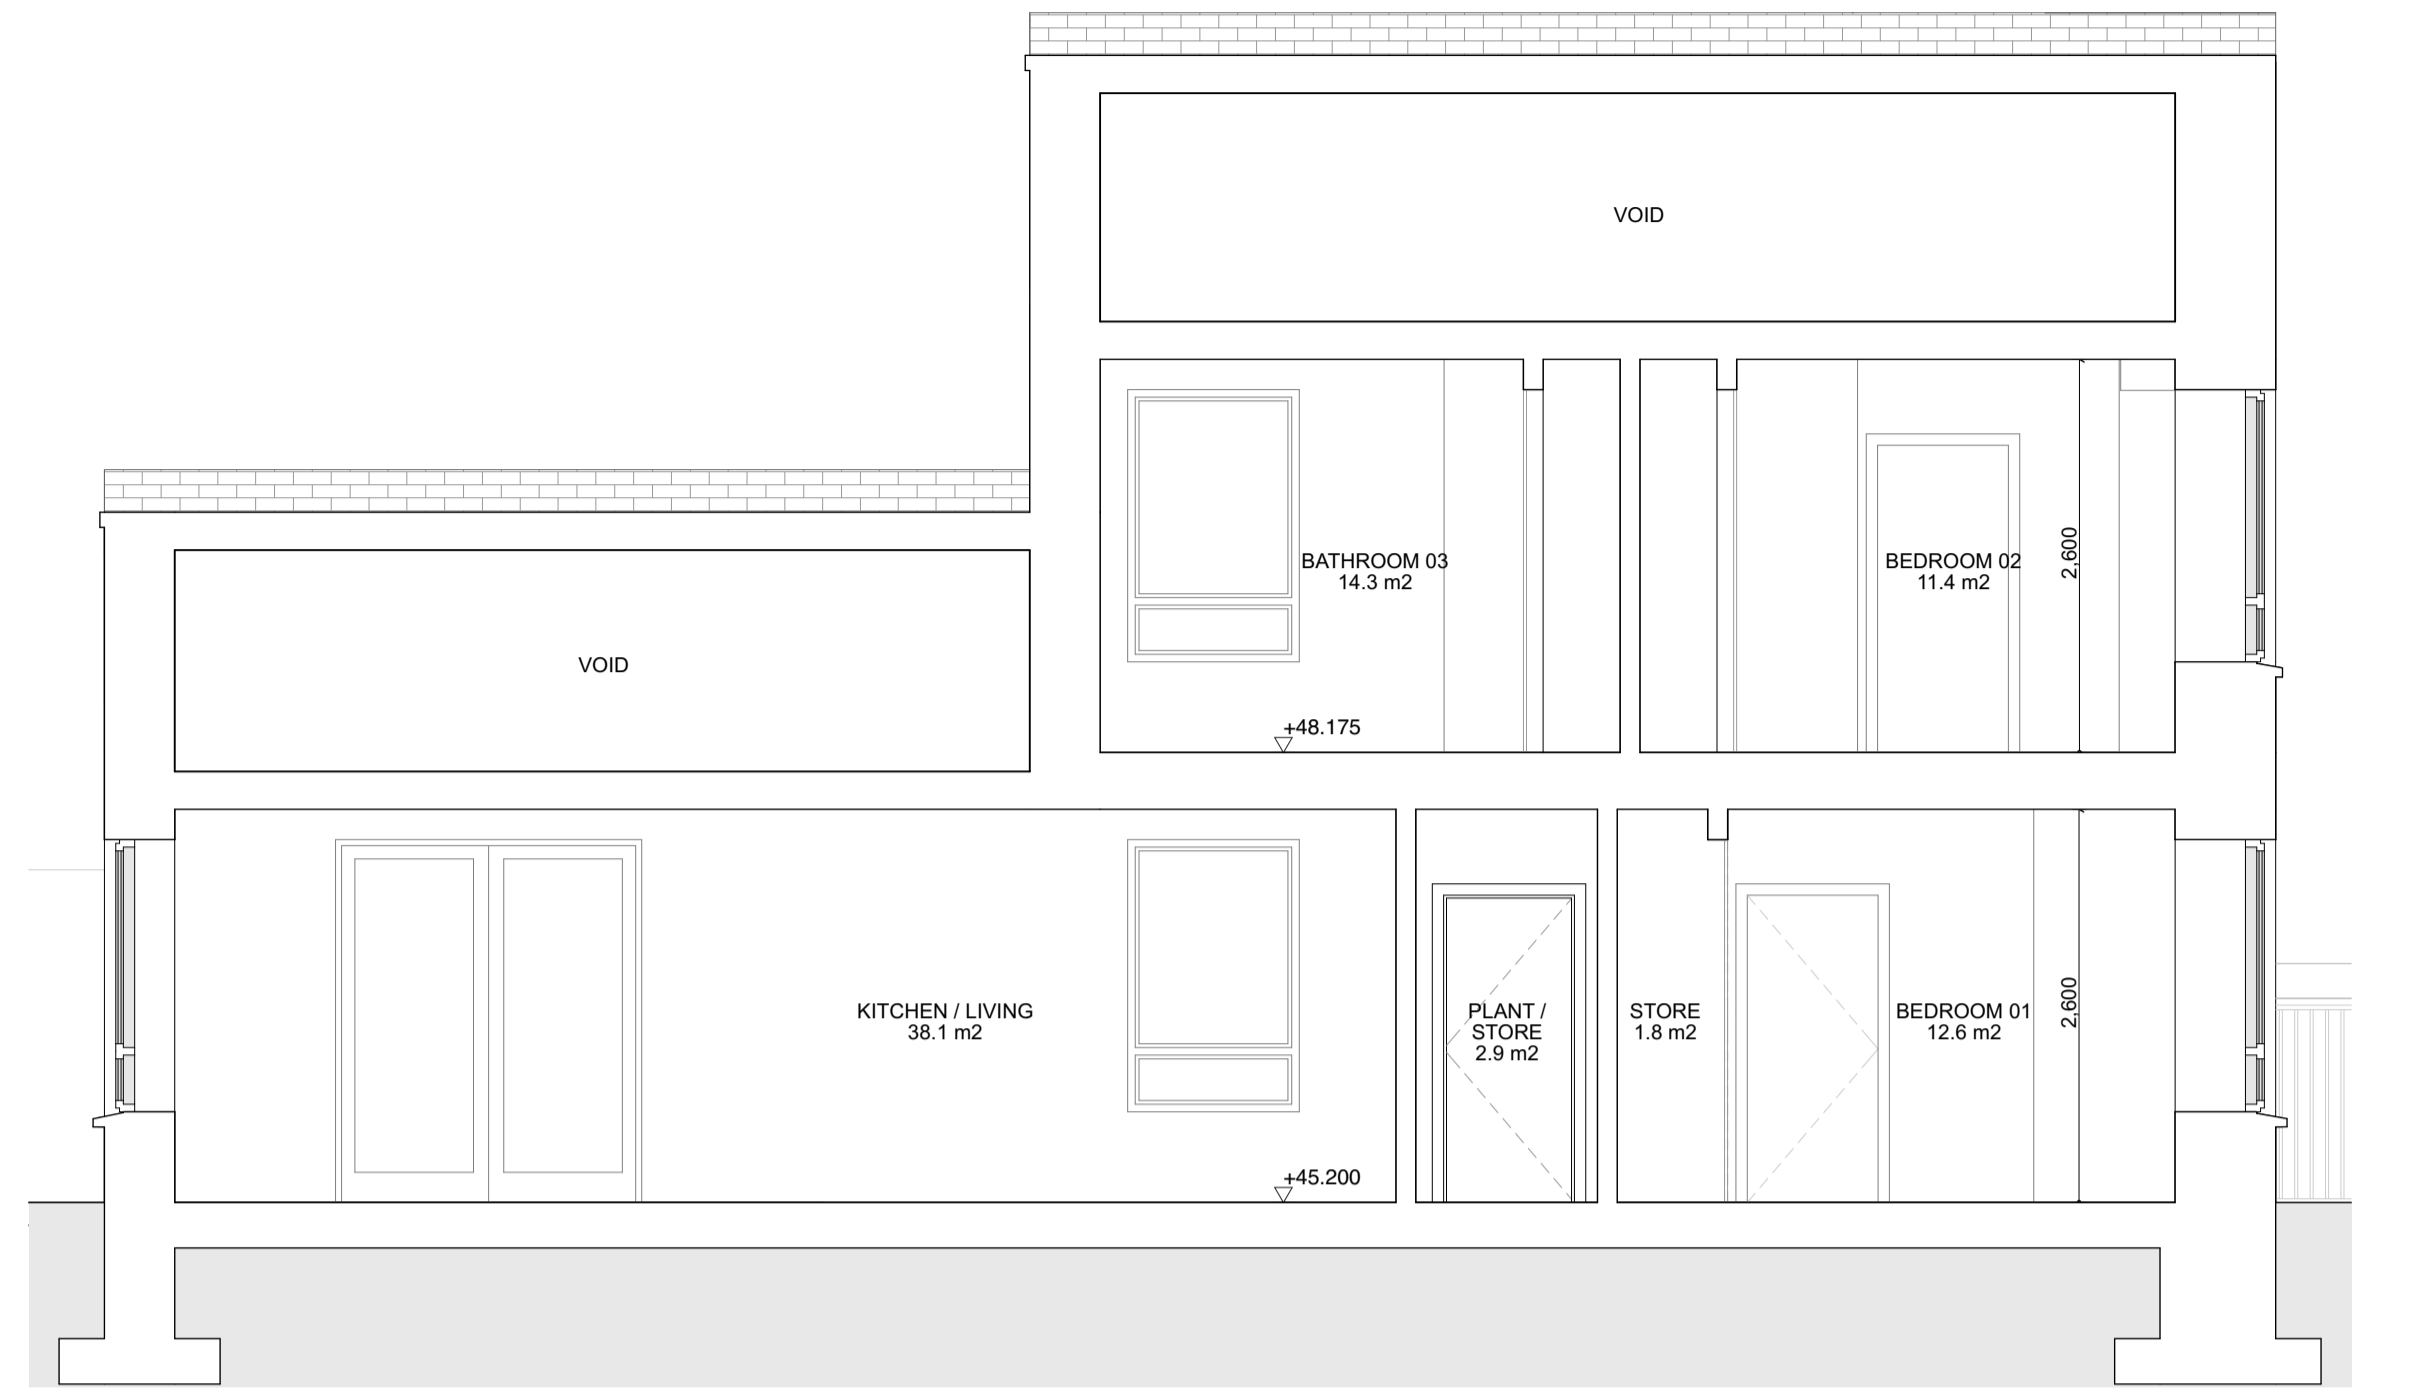 VOID
BATHROOM 03
14.3 m2
BEDROOM 02
11.4 m2
2,600
VOID
+48.175
KITCHEN / LIVING
38.1 m2
PLANT /
STORE
2.9 m2
STORE
1.8 m2
BEDROOM 01
12.6 m2
2,600
+45.200